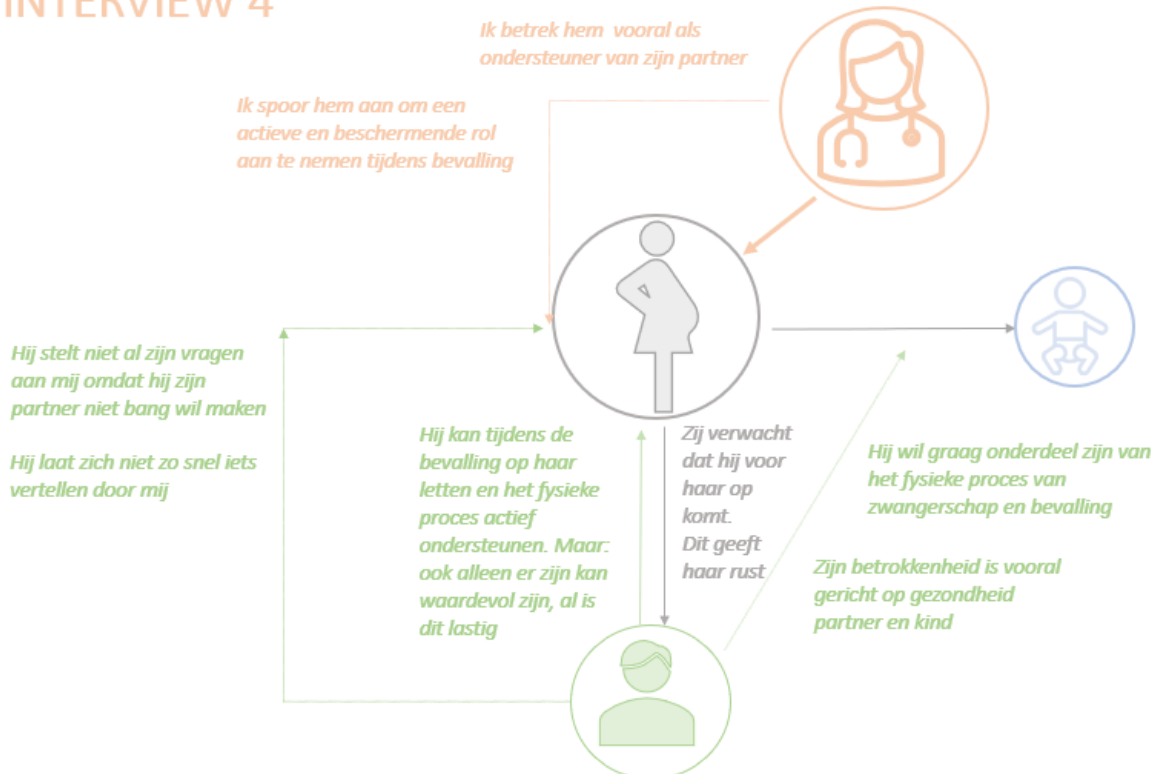 INTERVIEW 4
Ik betrek hem vooral als
ondersteuner van zijn partner
Ik spoor hem aan om een
actieve en beschermende rol
aan te nemen tijdens bevalling
Hij stelt niet al zijn vragen
aan mij omdat hij zijn
partner niet bang wil maken
Hij laat zich niet zo snel iets
vertellen door mij
Hij kan tijdens de
bevalling op haar
letten en het fysieke
proces actief
ondersteunen. Maar:
ook alleen er zijn kan
waardevol zijn, al is
dit lastig
Zij verwacht
dat hij voor
haar op
komt.
Dit geeft
haar rust
Hij wil graag onderdeel zijn van
het fysieke proces van
zwangerschap en bevalling
Zijn betrokkenheid is vooral
gericht op gezondheid
partner en kind